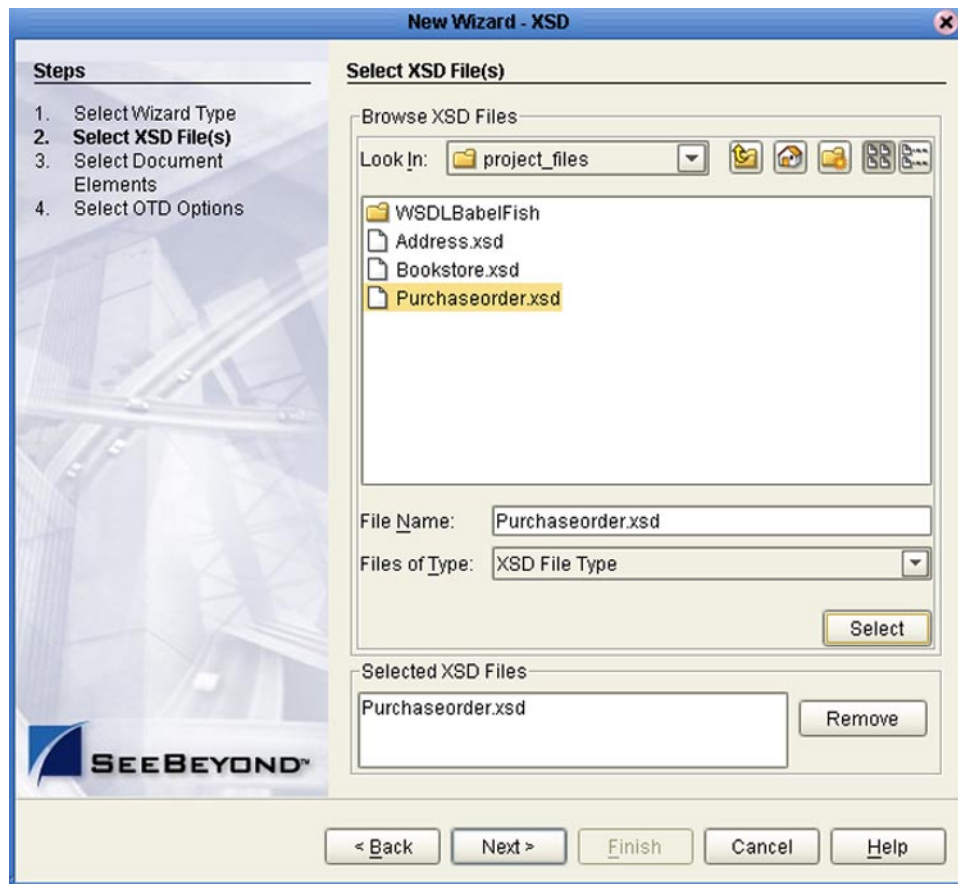 New Wizard - XSD
Steps
1. Select Wizard Type
2. Select XSD File(s)
3. Select Document
Elements
4. Select OTD Options
SEEBEYOND™
Select XSD File(s)
Browse XSD Files
Look In: project_files
WSDLBabelFish
Address.xsd
Bookstore.xsd
Purchaseorder.xsd
File Name: Purchaseorder.xsd
Files of Type: XSD File Type
Select
Selected XSD Files
Purchaseorder.xsd
Remove
< Back Next > Finish Cancel Help